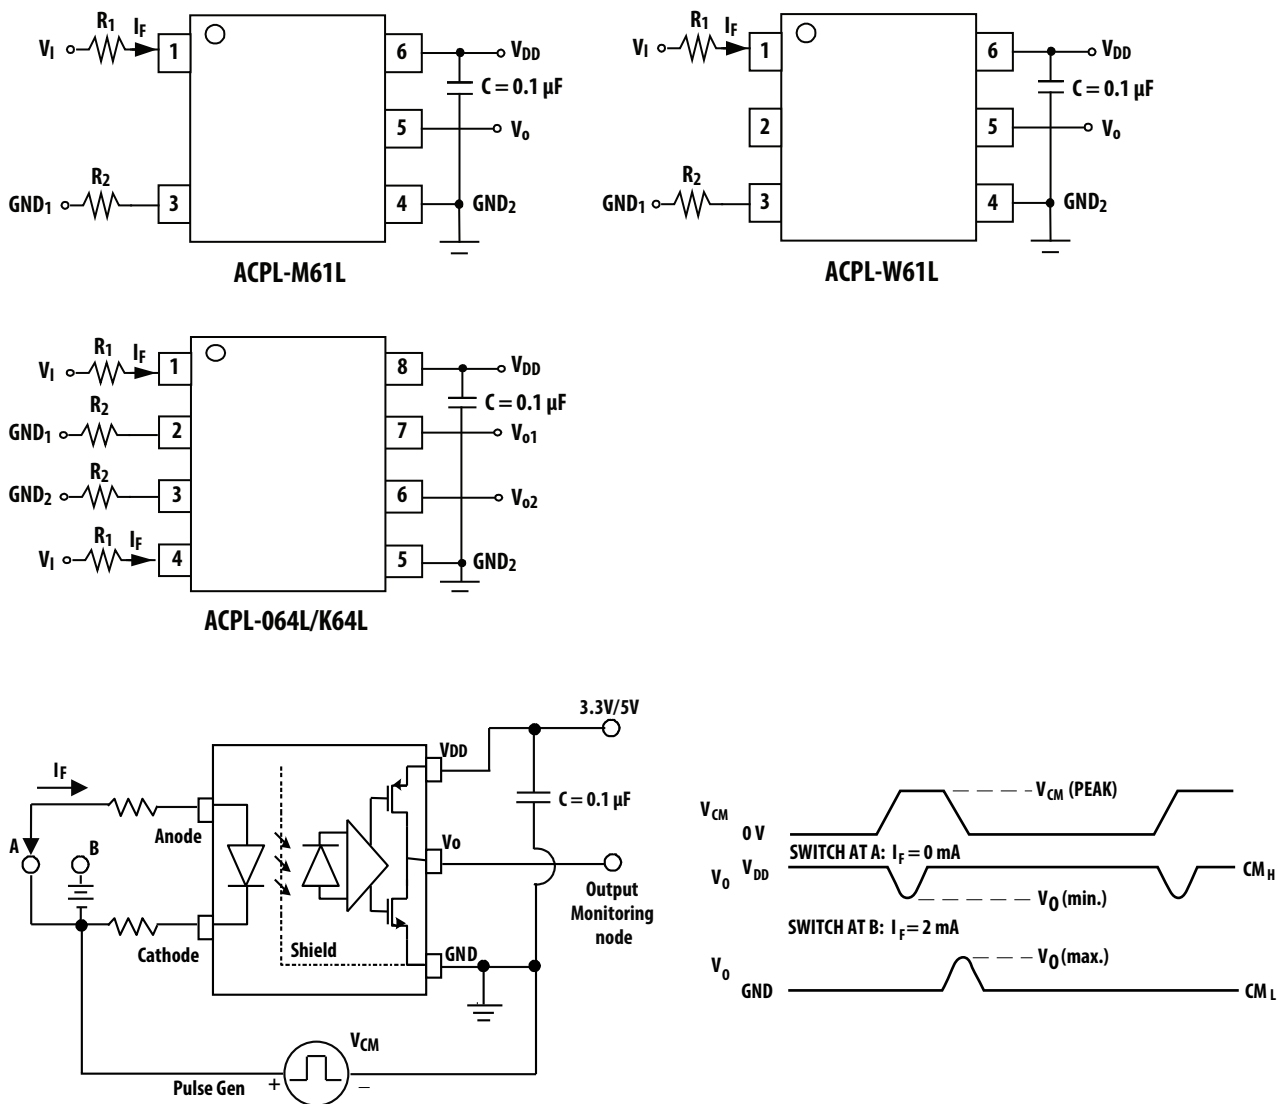 R1 IF
VI 1 6 VDD
C = 0.1 µF
5 Vo
R2
GND1 3 4 GND2
ACPL-M61L
R1 IF
VI 1 6 VDD
C = 0.1 µF
2 5 Vo
R2
GND1 3 4 GND2
ACPL-W61L
R1 IF
VI 1 8 VDD
C = 0.1 µF
R2
GND1 2 7 Vo1
R2
GND2 3 6 Vo2
R1 IF
VI 4 5 GND2
ACPL-064L/K64L
3.3V/5V
VDD
IF
C = 0.1 µF
Anode
A B
Vo
Output
Monitoring
node
Cathode
Shield
GND
VCM
Pulse Gen + –
VCM (PEAK)
VCM
0 V
SWITCH AT A: IF = 0 mA
VO VDD CMH
VO (min.)
SWITCH AT B: IF = 2 mA
VO (max.)
VO
GND CML